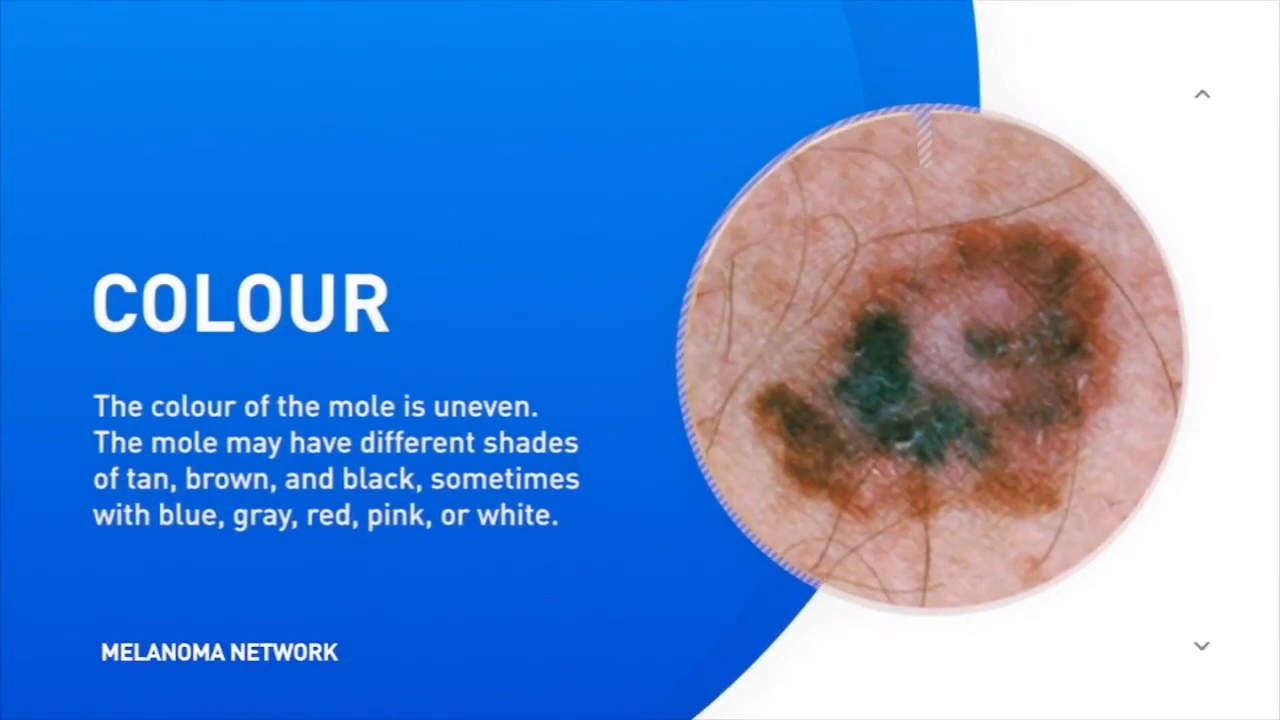 COLOUR
The colour of the mole is uneven.
The mole may have different shades
of tan, brown, and black, sometimes
with blue, gray, red, pink, or white.
MELANOMA NETWORK